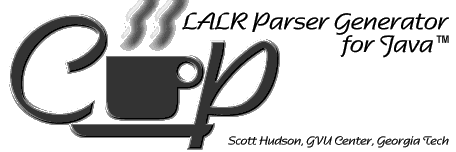 LALR Parser Generator
for Java™
Cup
Scott Hudson, GVU Center, Georgia Tech